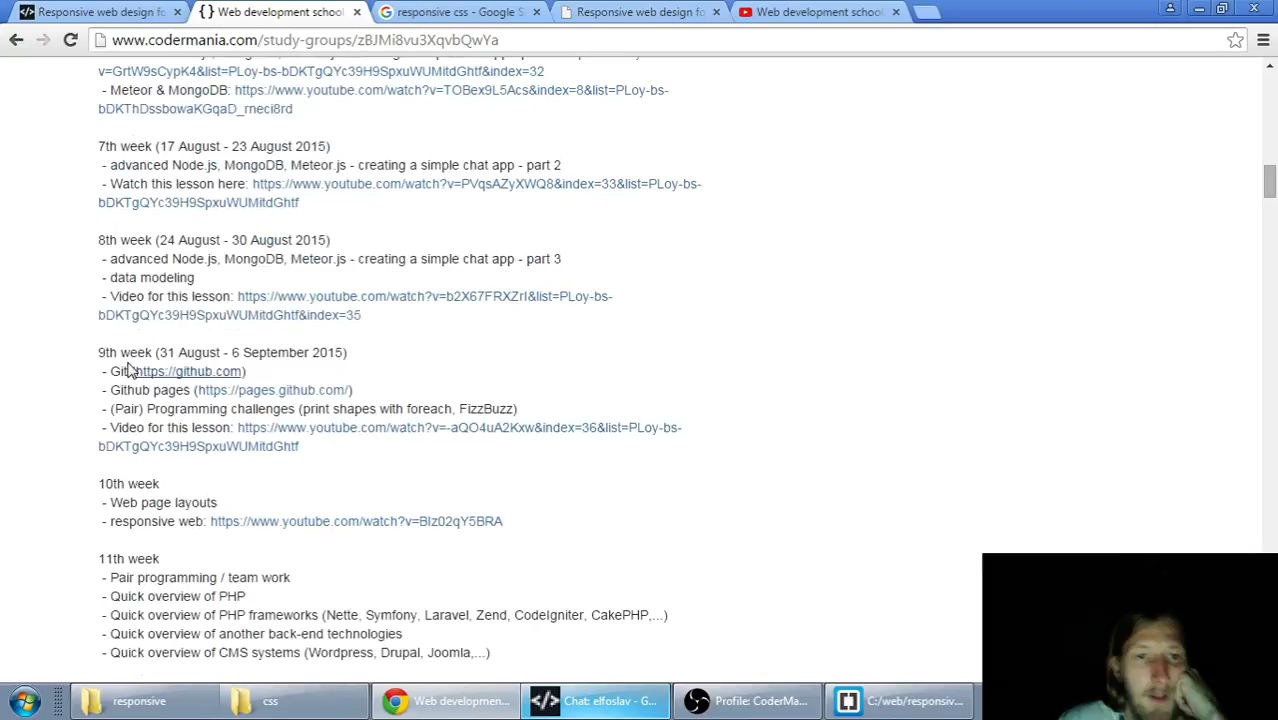 Responsive web design fo
Web development schoo
responsive css - Google S
Responsive web design fo
Web development school
www.codermania.com/study-groups/zBJMi8vu3XqvbQwYa
v=GrtW9sCypK4&list=PLoy-bs-bDKTgQYc39H9SpxuWUMitdGhtf&index=32
- Meteor & MongoDB: https://www.youtube.com/watch?v=TOBex9L5Acs&index=8&list=PLoy-bs-
bDKThDssbowaKGqaD_rneci8rd
7th week (17 August - 23 August 2015)
- advanced Node.js, MongoDB, Meteor.js - creating a simple chat app - part 2
- Watch this lesson here: https://www.youtube.com/watch?v=PVqsAZyXWQ8&index=33&list=PLoy-bs-
bDKTgQYc39H9SpxuWUMitdGhtf
8th week (24 August - 30 August 2015)
- advanced Node.js, MongoDB, Meteor.js - creating a simple chat app - part 3
- data modeling
- Video for this lesson: https://www.youtube.com/watch?v=b2X67FRXZrI&list=PLoy-bs-
bDKTgQYc39H9SpxuWUMitdGhtf&index=35
9th week (31 August - 6 September 2015)
- Git (https://github.com)
- Github pages (https://pages.github.com/)
- (Pair) Programming challenges (print shapes with foreach, FizzBuzz)
- Video for this lesson: https://www.youtube.com/watch?v=-aQO4uA2Kxw&index=36&list=PLoy-bs-
bDKTgQYc39H9SpxuWUMitdGhtf
10th week
- Web page layouts
- responsive web: https://www.youtube.com/watch?v=BIz02qY5BRA
11th week
- Pair programming / team work
- Quick overview of PHP
- Quick overview of PHP frameworks (Nette, Symfony, Laravel, Zend, CodeIgniter, CakePHP,...)
- Quick overview of another back-end technologies
- Quick overview of CMS systems (Wordpress, Drupal, Joomla,...)
responsive
css
Web developmen...
Chat: elfoslav - G...
Profile: CoderMa...
C:/web/responsiv...